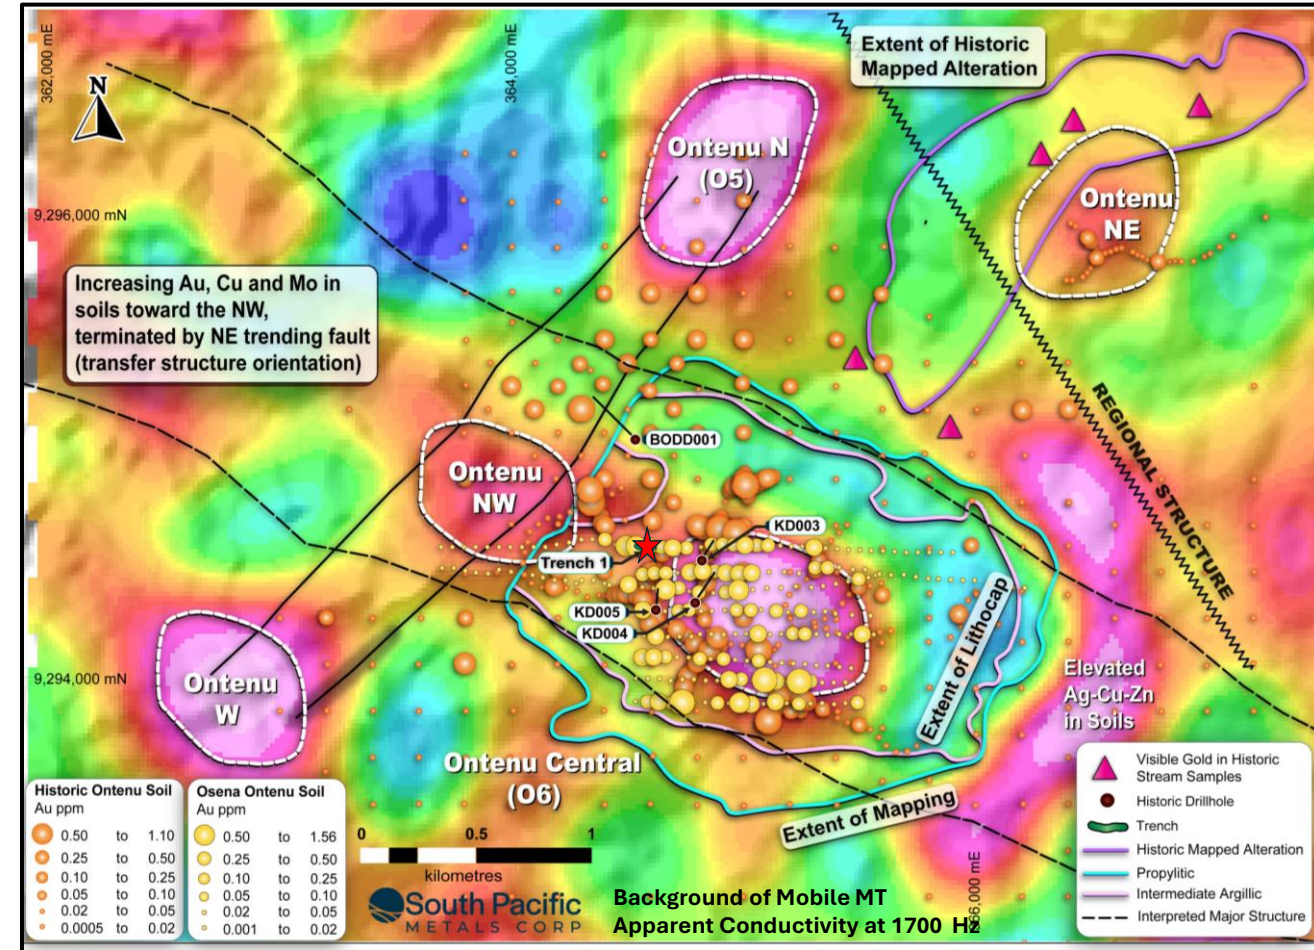 362,000 mE
364,000 mE
Extent of Historic
Mapped Alteration
N
Ontenu N
(O5)
Ontenu
NE
9,296,000 mN
Increasing Au, Cu and Mo in
soils toward the NW,
terminated by NE trending fault
(transfer structure orientation)
REGIONAL STRUCTURE
BODD001
Ontenu
NW
KD003
Trench 1
KD005
KD004
Extent of Lithocap
Ontenu
W
9,294,000 mN
Elevated
Ag-Cu-Zn
in Soils
Ontenu Central
(O6)
Extent of Mapping
Historic Ontenu Soil
Au ppm
0.50 to 1.10
0.25 to 0.50
0.10 to 0.25
0.05 to 0.10
0.02 to 0.05
0.0005 to 0.02
Osena Ontenu Soil
Au ppm
0.50 to 1.56
0.25 to 0.50
0.10 to 0.25
0.05 to 0.10
0.02 to 0.05
0.001 to 0.02
0 0.5 1
kilometres
South Pacific
METALS CORP
Background of Mobile MT
Apparent Conductivity at 1700 Hz
66,000 mE
Visible Gold in Historic
Stream Samples
Historic Drillhole
Trench
Historic Mapped Alteration
Propylitic
Intermediate Argillic
Interpreted Major Structure